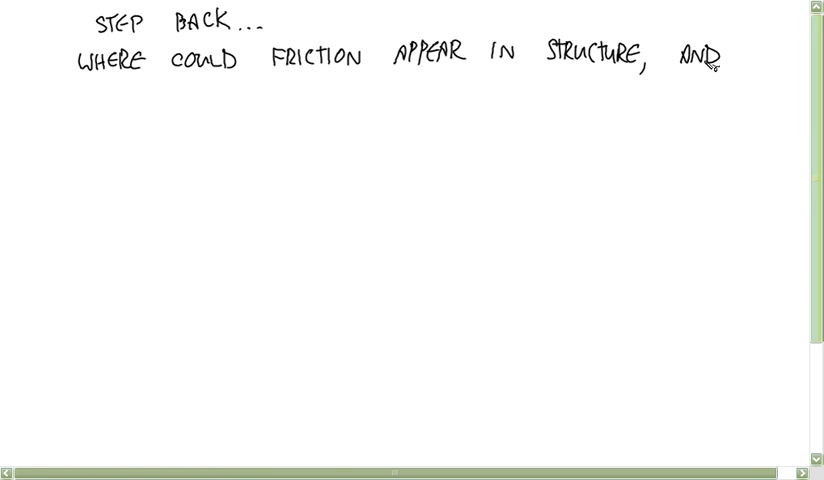 STEP BACK...
WHERE COULD FRICTION APPEAR IN STRUCTURE, AND